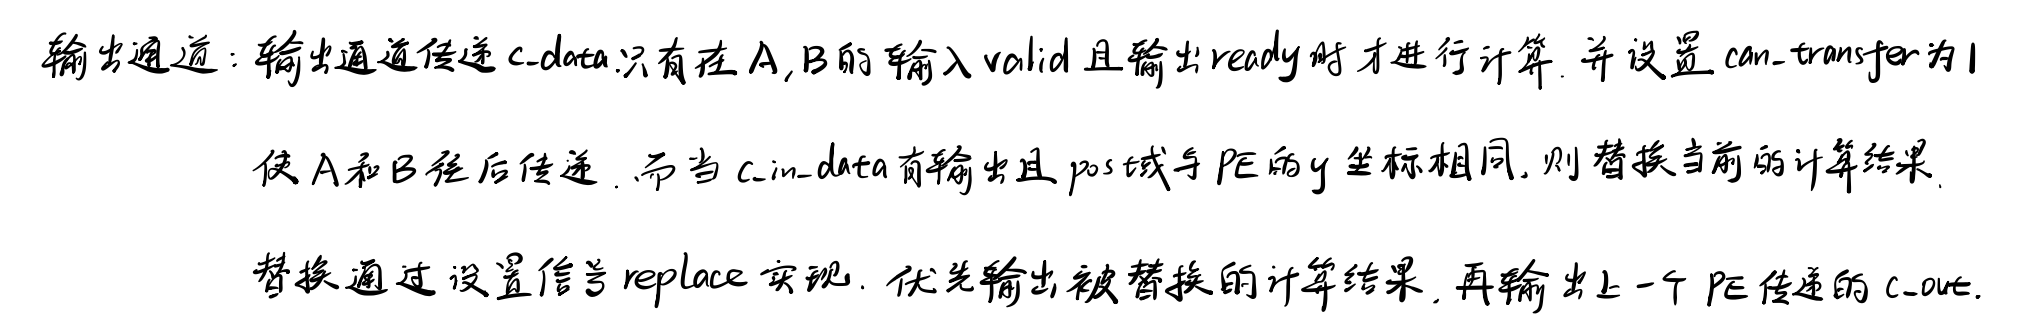 输出通道：输出通道传递c_data.只有在A,B的输入valid且输出ready时才进行计算.并设置can_transfer为1
使A和B往后传递.而当c_in_data有输出且pos域与PE的y坐标相同,则替换当前的计算结果.
替换通过设置信号replace实现.优先输出被替换的计算结果,再输出上一个PE传递的c_out.